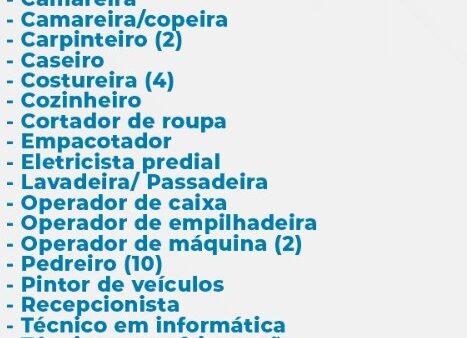 - Camareira
- Camareira/copeira
- Carpinteiro (2)
- Caseiro
- Costureira (4)
- Cozinheiro
- Cortador de roupa
- Empacotador
- Eletricista predial
- Lavadeira/ Passadeira
- Operador de caixa
- Operador de empilhadeira
- Operador de máquina (2)
- Pedreiro (10)
- Pintor de veículos
- Recepcionista
- Técnico em informática